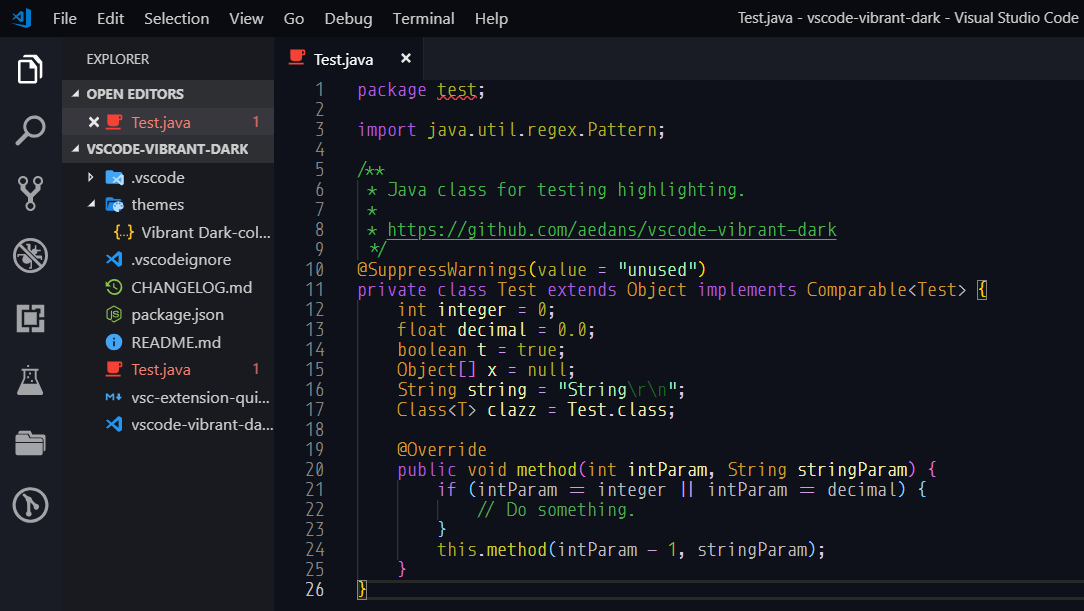 File Edit Selection View Go Debug Terminal Help
Test.java - vscode-vibrant-dark - Visual Studio Code
EXPLORER
OPEN EDITORS
Test.java 1
VSCODE-VIBRANT-DARK
.vscode
themes
{..} Vibrant Dark-col...
.vscodeignore
CHANGELOG.md
package.json
README.md
Test.java 1
vsc-extension-qui...
vscode-vibrant-da...
Test.java ×
1 package test;
2
3 import java.util.regex.Pattern;
4
5 /**
6 * Java class for testing highlighting.
7 *
8 * https://github.com/aedans/vscode-vibrant-dark
9 */
10 @SuppressWarnings(value = "unused")
11 private class Test extends Object implements Comparable<Test> {
12 int integer = 0;
13 float decimal = 0.0;
14 boolean t = true;
15 Object[] x = null;
16 String string = "String\r\n";
17 Class<T> clazz = Test.class;
18
19 @Override
20 public void method(int intParam, String stringParam) {
21 if (intParam == integer || intParam == decimal) {
22 // Do something.
23 }
24 this.method(intParam - 1, stringParam);
25 }
26 }